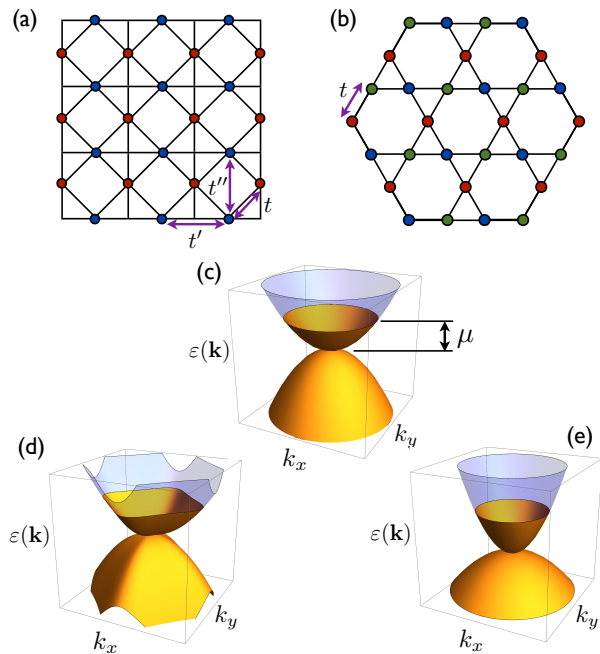 (a)
(b)
t
t''
t
t'
(c)
ε(k)
μ
k_x
k_y
(d)
(e)
ε(k)
k_x
k_y
ε(k)
k_x
k_y